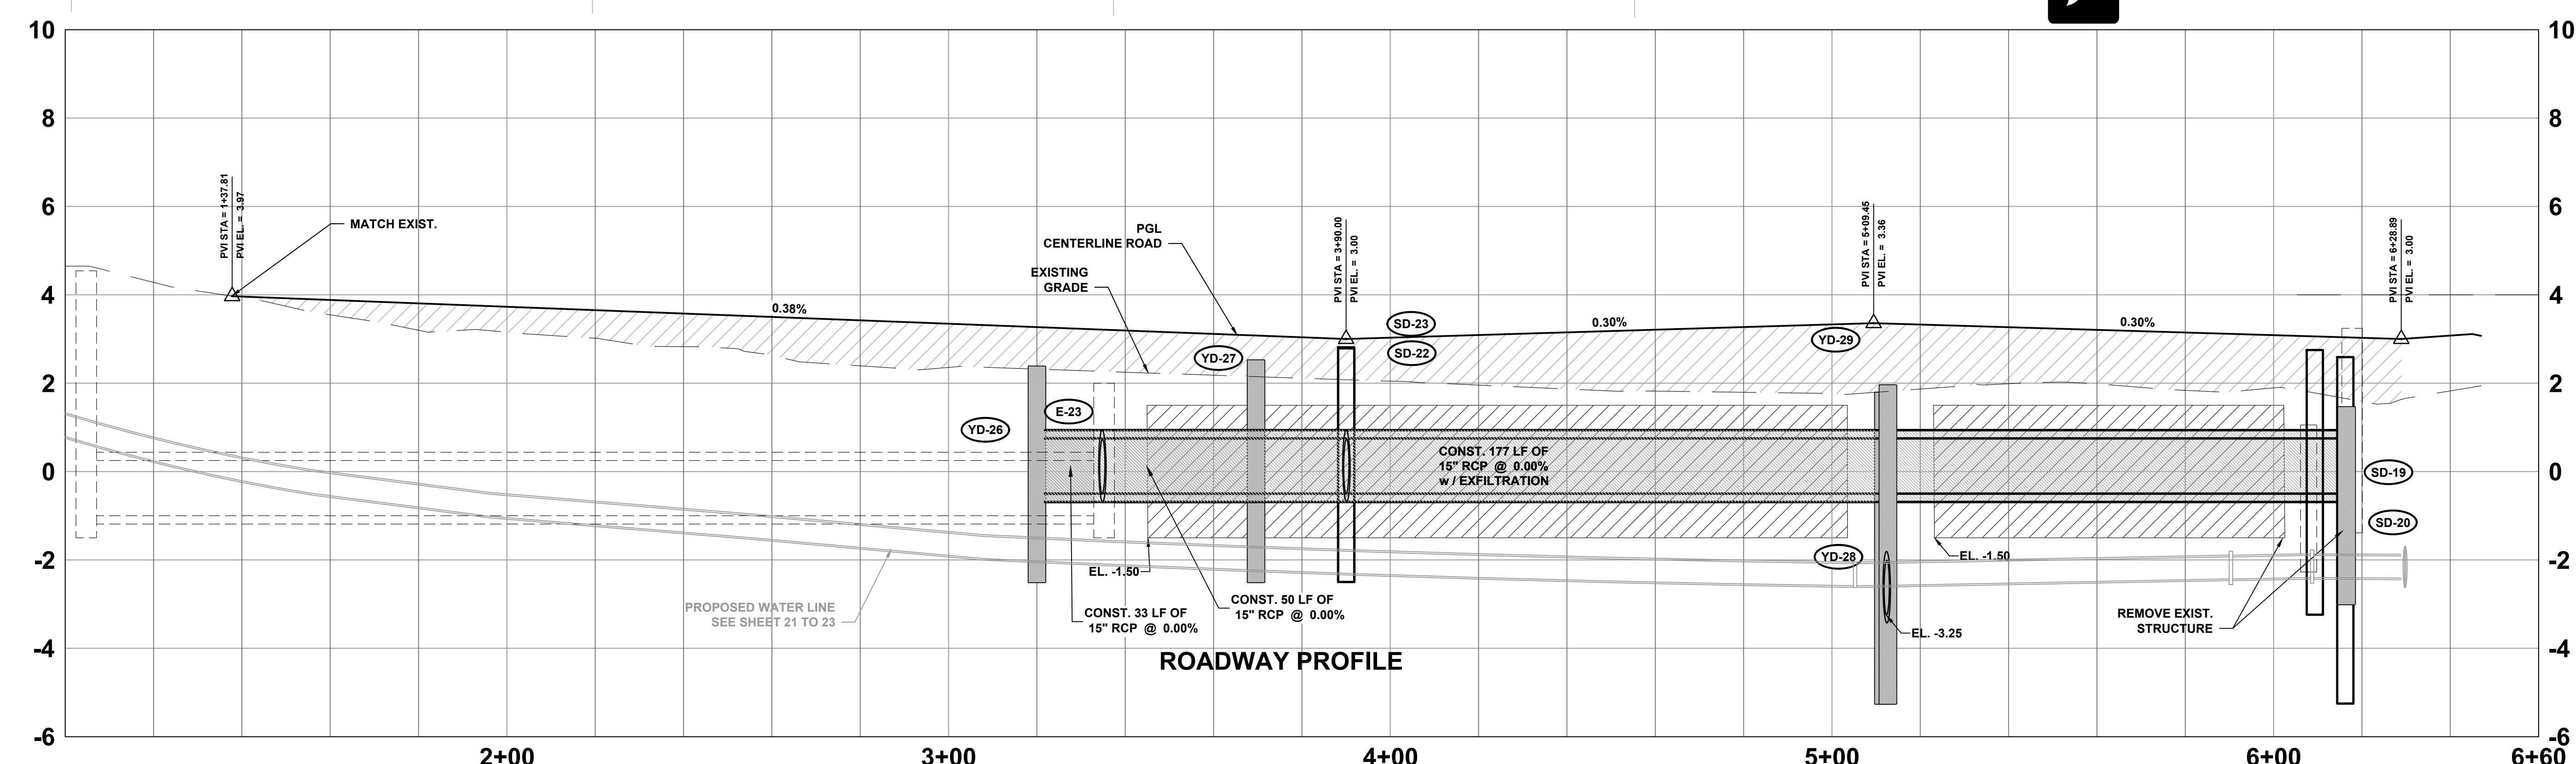 10
10
8
8
6
6
4
4
2
2
0
0
-2
-2
-4
-4
-6
-6
PVI STA = 1+37.81
PVI EL. = 3.97
MATCH EXIST.
0.38%
PGL
CENTERLINE ROAD
EXISTING
GRADE
PVI STA = 3+90.00
PVI EL. = 3.00
SD-23
SD-22
0.30%
PVI STA = 5+09.45
PVI EL. = 3.36
YD-29
0.30%
PVI STA = 6+28.89
PVI EL. = 3.00
YD-27
E-23
YD-26
CONST. 177 LF OF
15" RCP @ 0.00%
w / EXFILTRATION
SD-19
SD-20
YD-28
EL. -1.50
EL. -1.50
CONST. 50 LF OF
15" RCP @ 0.00%
CONST. 33 LF OF
15" RCP @ 0.00%
PROPOSED WATER LINE
SEE SHEET 21 TO 23
EL. -3.25
REMOVE EXIST.
STRUCTURE
ROADWAY PROFILE
2+00
3+00
4+00
5+00
6+00
6+60